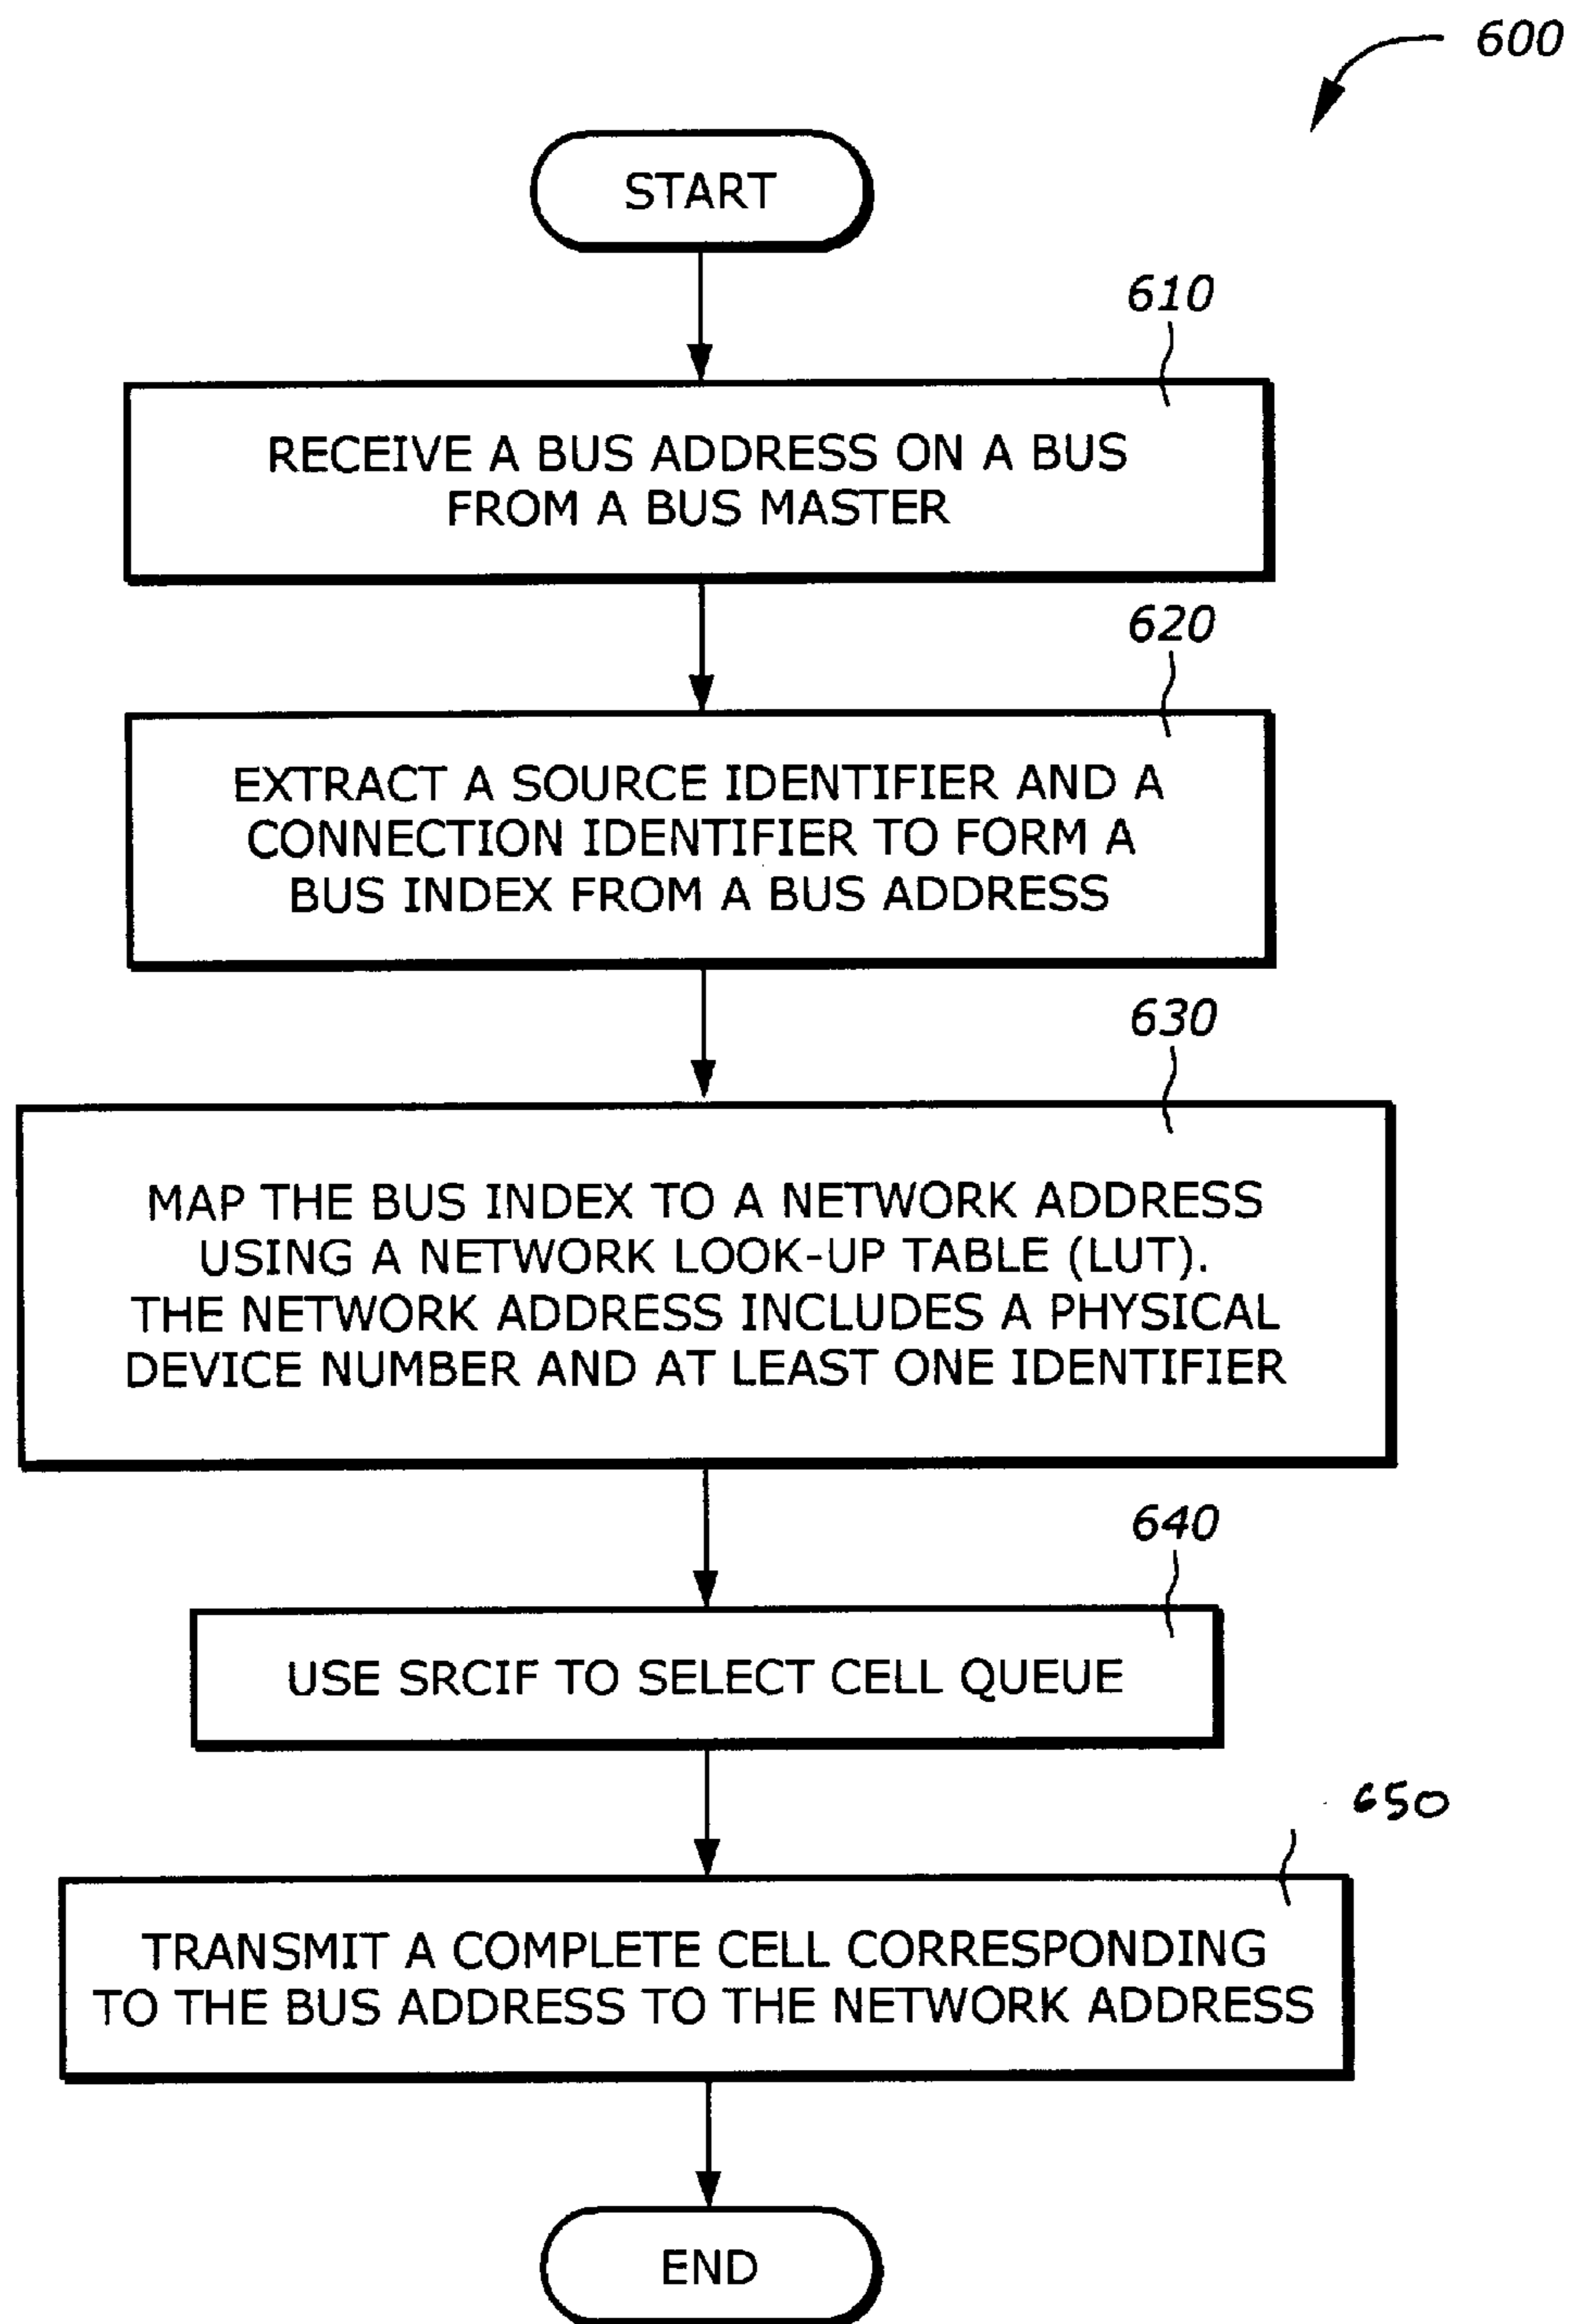 600
START
610
RECEIVE A BUS ADDRESS ON A BUS
FROM A BUS MASTER
620
EXTRACT A SOURCE IDENTIFIER AND A
CONNECTION IDENTIFIER TO FORM A
BUS INDEX FROM A BUS ADDRESS
630
MAP THE BUS INDEX TO A NETWORK ADDRESS
USING A NETWORK LOOK-UP TABLE (LUT).
THE NETWORK ADDRESS INCLUDES A PHYSICAL
DEVICE NUMBER AND AT LEAST ONE IDENTIFIER
640
USE SRCIF TO SELECT CELL QUEUE
650
TRANSMIT A COMPLETE CELL CORRESPONDING
TO THE BUS ADDRESS TO THE NETWORK ADDRESS
END